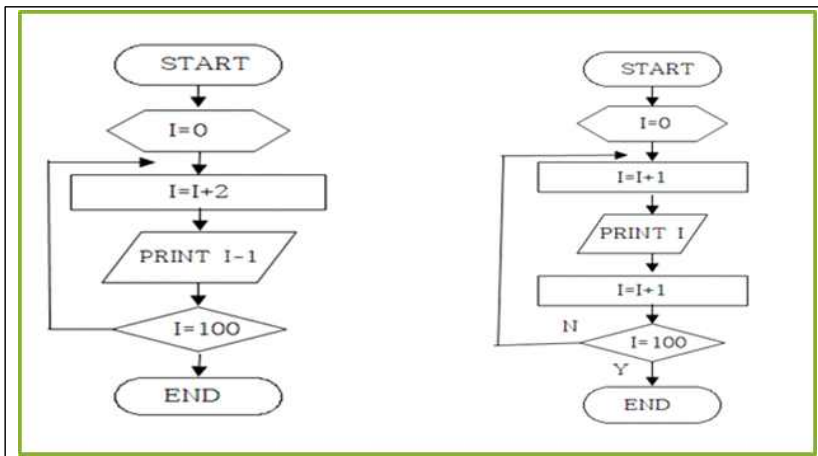 START
I=0
I=I+2
PRINT I-1
I=100
END
START
I=0
I=I+1
PRINT I
I=I+1
N
I=100
Y
END